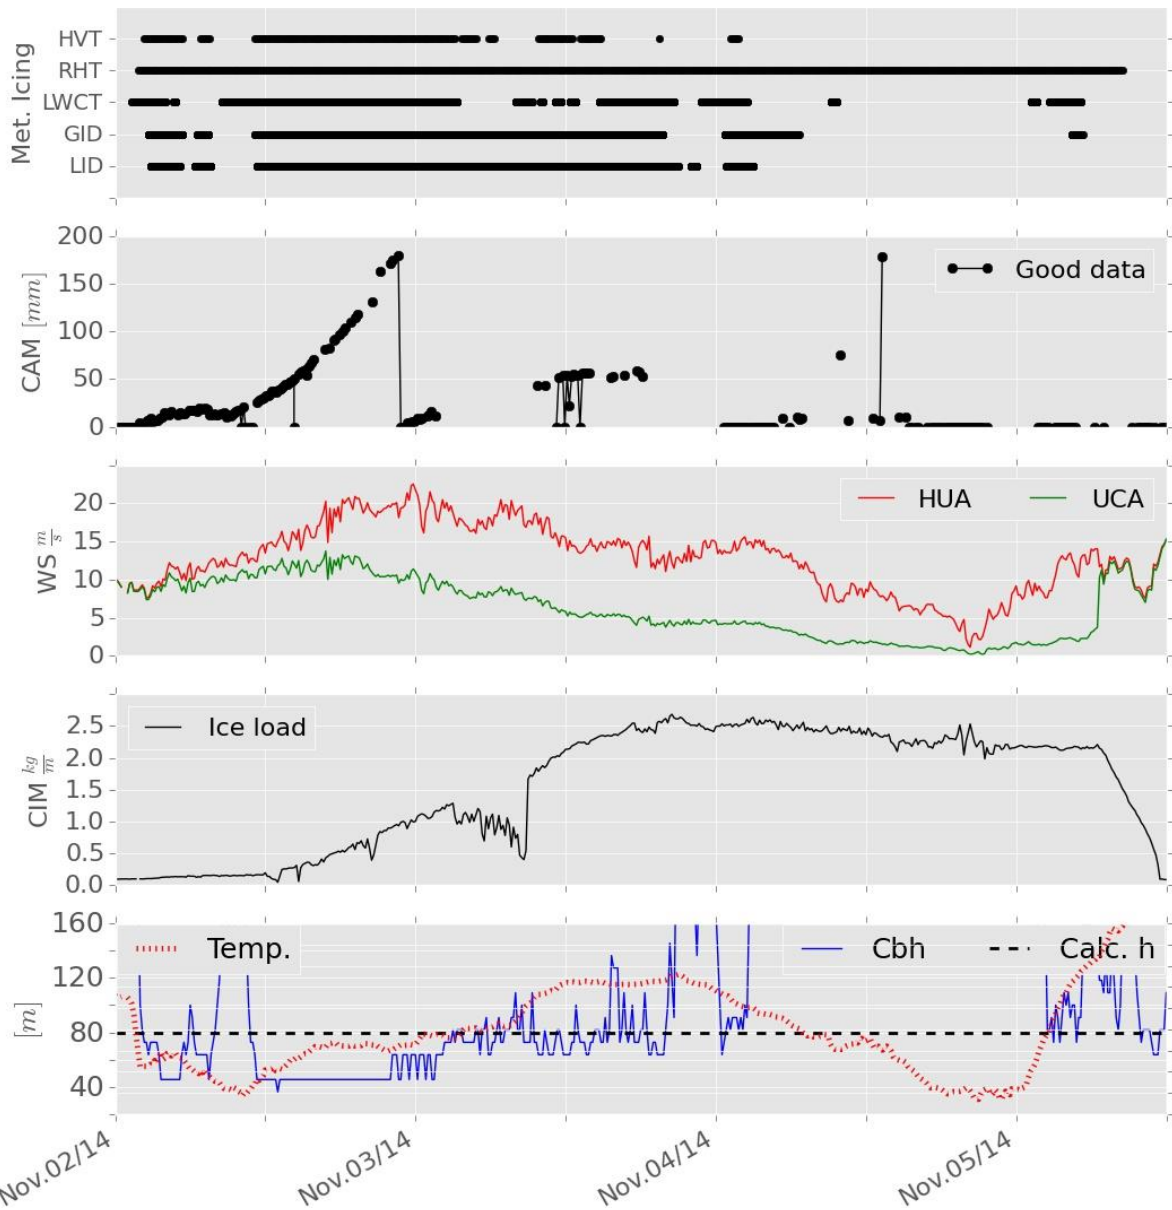 Met. Icing
HVT
RHT
LWCT
GID
LID
CAM [mm]
200
150
100
50
0
Good data
WS m/s
20
15
10
5
0
HUA UCA
CIM kg/m
2.5
2.0
1.5
1.0
0.5
0.0
Ice load
[m]
160
120
80
40
Temp. Cbh Calc. h
Nov.02/14 Nov.03/14 Nov.04/14 Nov.05/14